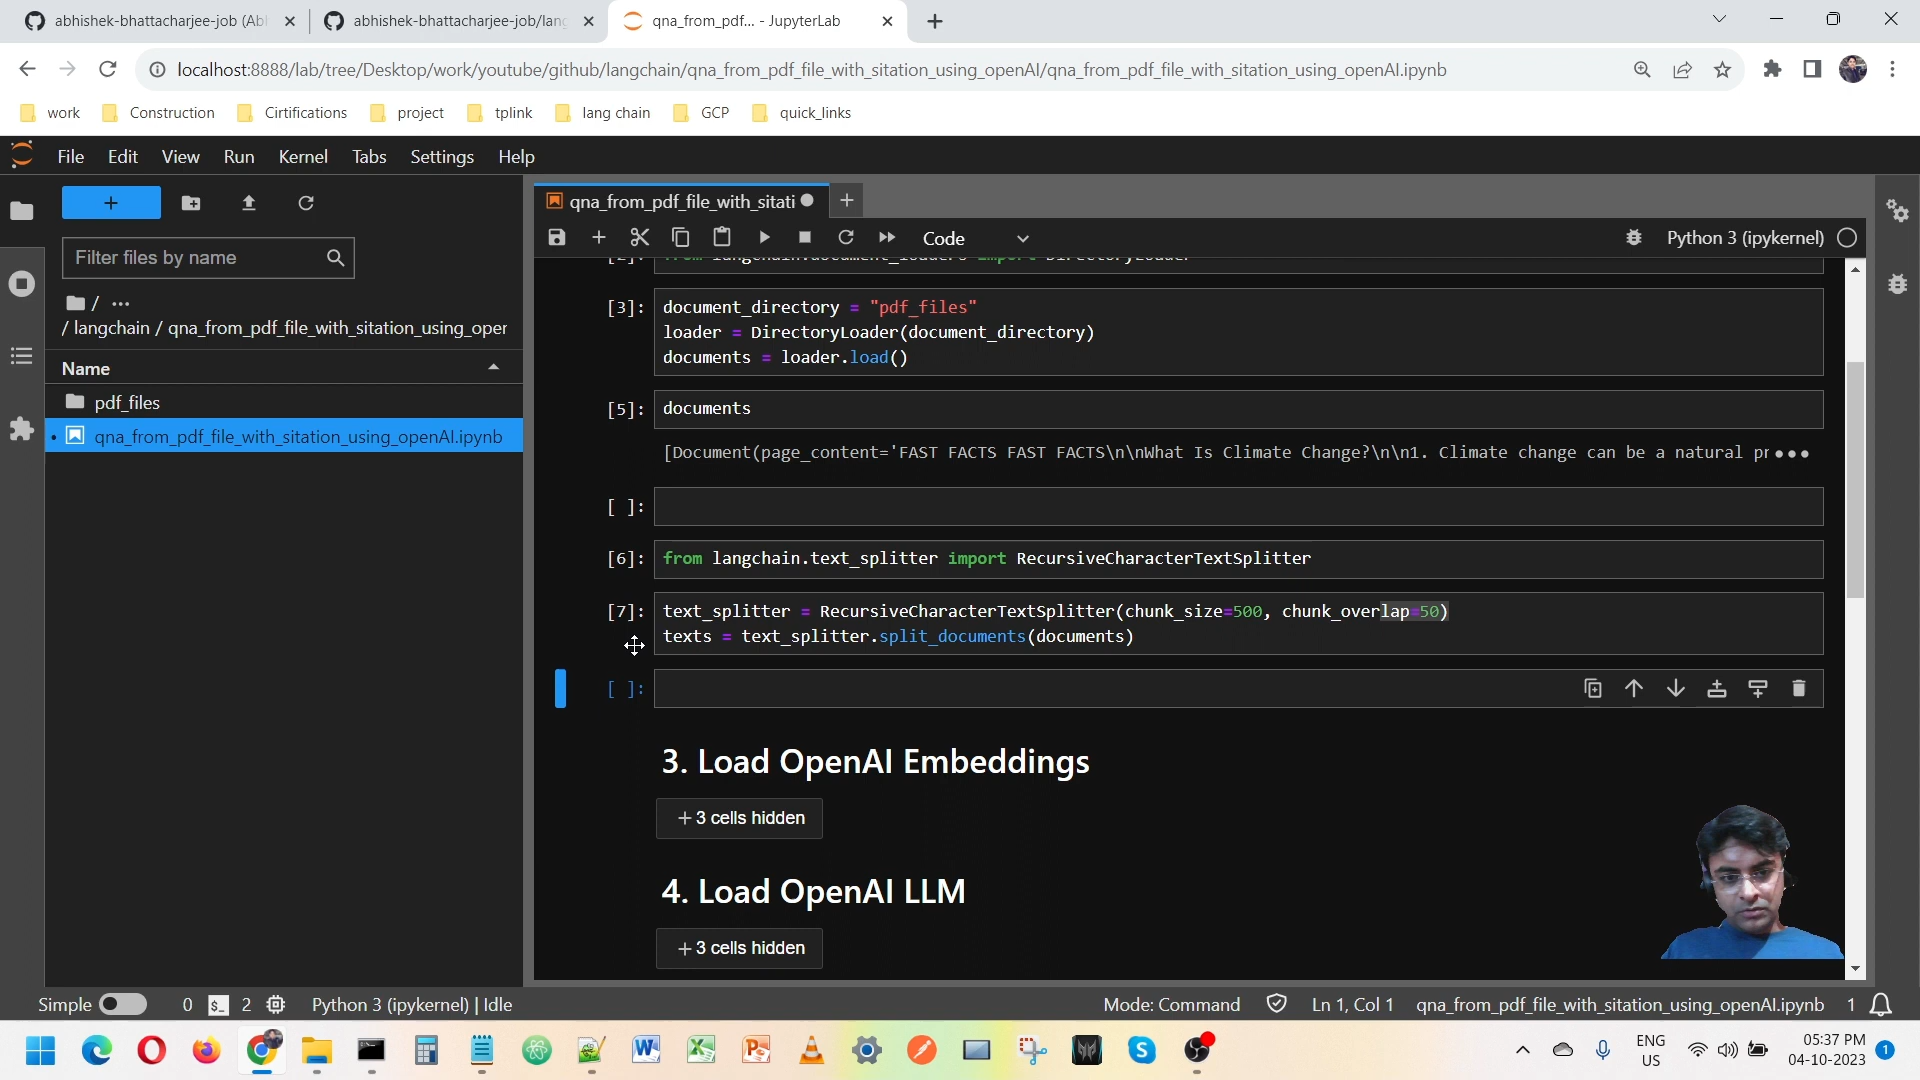 abhishek-bhattacharjee-job (Abl
abhishek-bhattacharjee-job/lang
qna_from_pdf... - JupyterLab
localhost:8888/lab/tree/Desktop/work/youtube/github/langchain/qna_from_pdf_file_with_sitation_using_openAI/qna_from_pdf_file_with_sitation_using_openAI.ipynb
work Construction Cirtifications project tplink lang chain GCP quick_links
File Edit View Run Kernel Tabs Settings Help
qna_from_pdf_file_with_sitati
Filter files by name
Code
Python 3 (ipykernel)
/ ...
/ langchain / qna_from_pdf_file_with_sitation_using_oper
Name
pdf_files
qna_from_pdf_file_with_sitation_using_openAI.ipynb
[3]: document_directory = "pdf_files"
loader = DirectoryLoader(document_directory)
documents = loader.load()
[5]: documents
[Document(page_content='FAST FACTS FAST FACTS\n\nWhat Is Climate Change?\n\n1. Climate change can be a natural pr...
[ ]:
[6]: from langchain.text_splitter import RecursiveCharacterTextSplitter
[7]: text_splitter = RecursiveCharacterTextSplitter(chunk_size=500, chunk_overlap=50)
texts = text_splitter.split_documents(documents)
[ ]:
3. Load OpenAI Embeddings
+ 3 cells hidden
4. Load OpenAI LLM
+ 3 cells hidden
Simple 0 2 Python 3 (ipykernel) | Idle Mode: Command Ln 1, Col 1 qna_from_pdf_file_with_sitation_using_openAI.ipynb 1
ENG
US
05:37 PM
04-10-2023
1